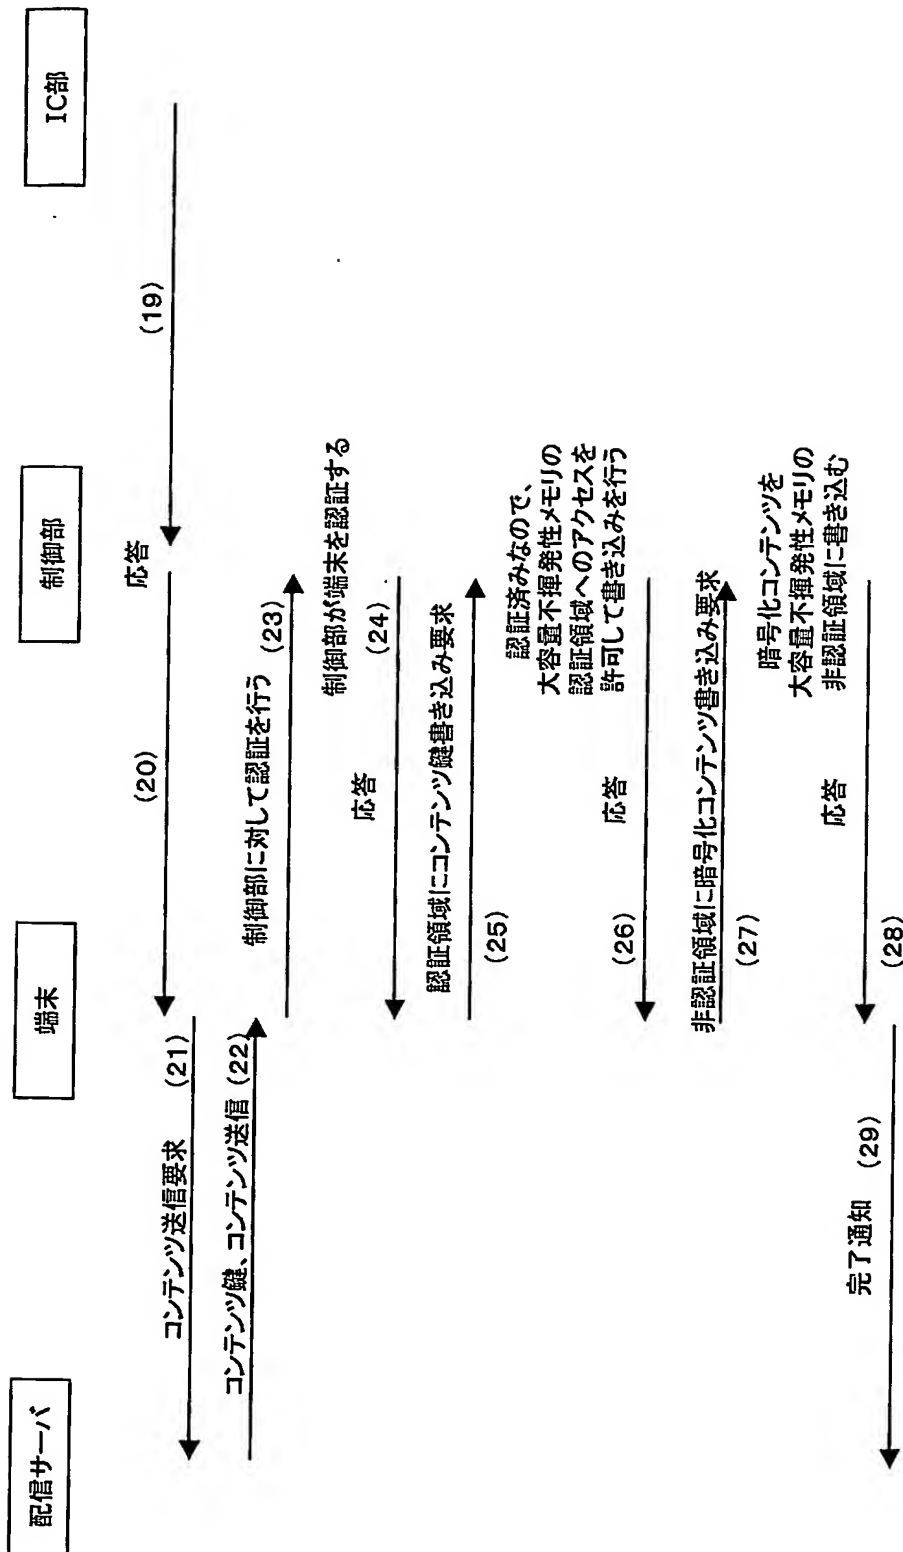 配信サーバ
端末
制御部
IC部
(19)
応答
(20)
コンテンツ送信要求
(21)
コンテンツ鍵、コンテンツ送信 (22)
制御部に対して認証を行う
(23)
制御部が端末を認証する
(24)
応答
認証領域にコンテンツ鍵書き込み要求
(25)
認証済みなので、
大容量不揮発性メモリの
認証領域へのアクセスを
許可して書き込みを行う
応答
(26)
非認証領域に暗号化コンテンツ書き込み要求
(27)
暗号化コンテンツを
大容量不揮発性メモリの
非認証領域に書き込む
応答
(28)
完了通知 (29)